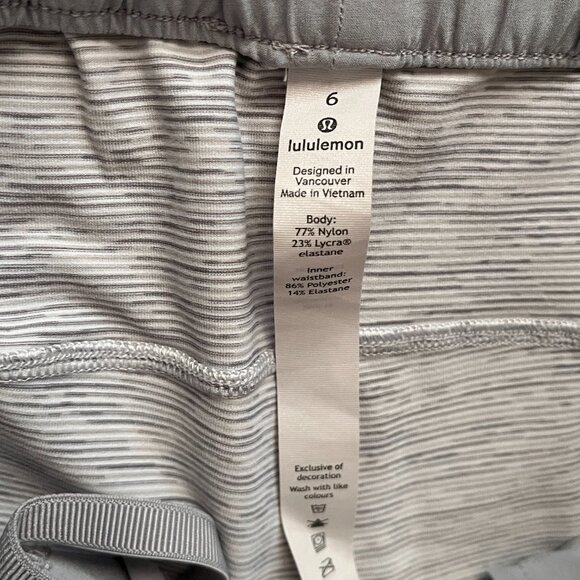 6
lululemon
Designed in
Vancouver
Made in Vietnam
Body:
77% Nylon
23% Lycra®
elastane
Inner
waistband:
86% Polyester
14% Elastane
Exclusive of
decoration
Wash with like
colours